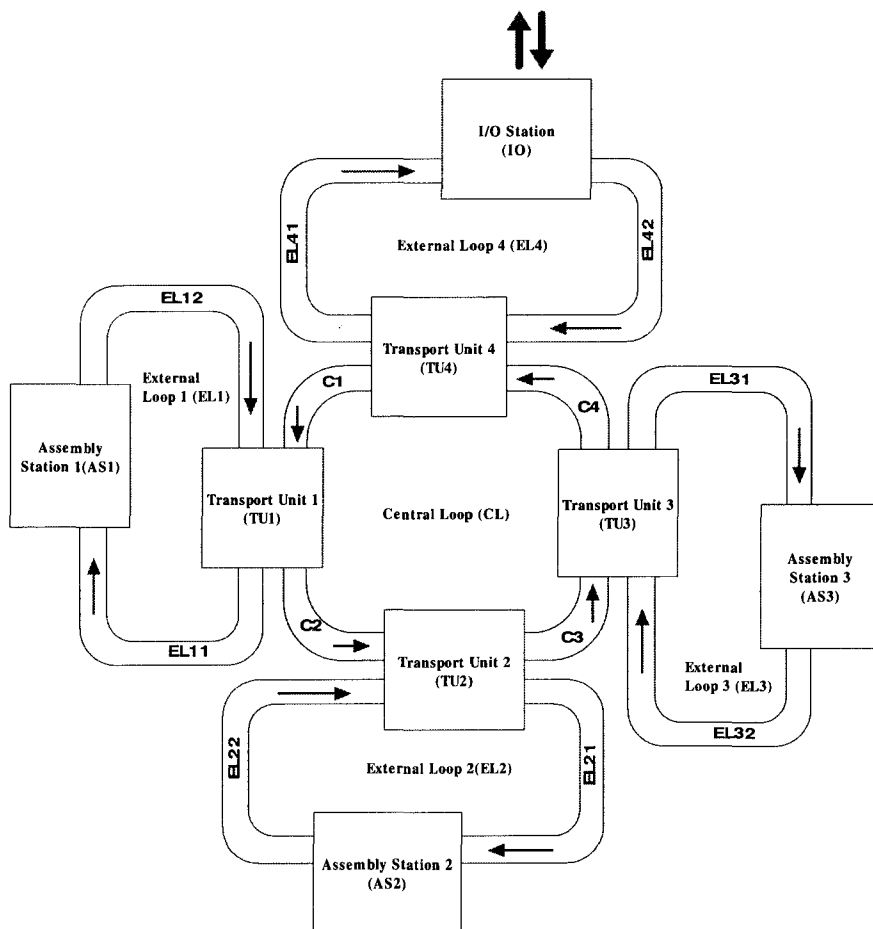 I/O Station
(IO)
EL41
External Loop 4 (EL4)
EL42
EL12
Transport Unit 4
(TU4)
External
Loop 1 (EL1)
C1
C4
EL31
Assembly
Station 1(AS1)
Transport Unit 1
(TU1)
Central Loop (CL)
Transport Unit 3
(TU3)
Assembly
Station 3
(AS3)
C2
C3
EL11
Transport Unit 2
(TU2)
External
Loop 3 (EL3)
EL32
EL22
External Loop 2(EL2)
EL21
Assembly Station 2
(AS2)